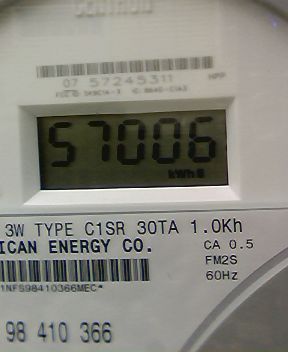 07 57245311
57006
kWh
3W TYPE C1SR 30TA 1.0Kh
ICAN ENERGY CO.
CA 0.5
FM2S
60Hz
1NFS98410366MEC*
98 410 366